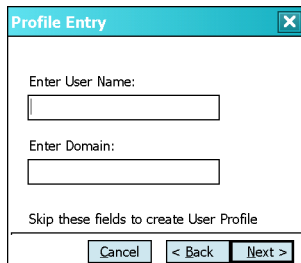 Profile Entry
Enter User Name:
Enter Domain:
Skip these fields to create User Profile
Cancel
< Back
Next >